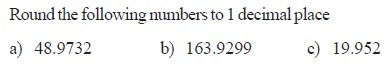 Round the following numbers to 1 decimal place
a) 48.9732 b) 163.9299 c) 19.952